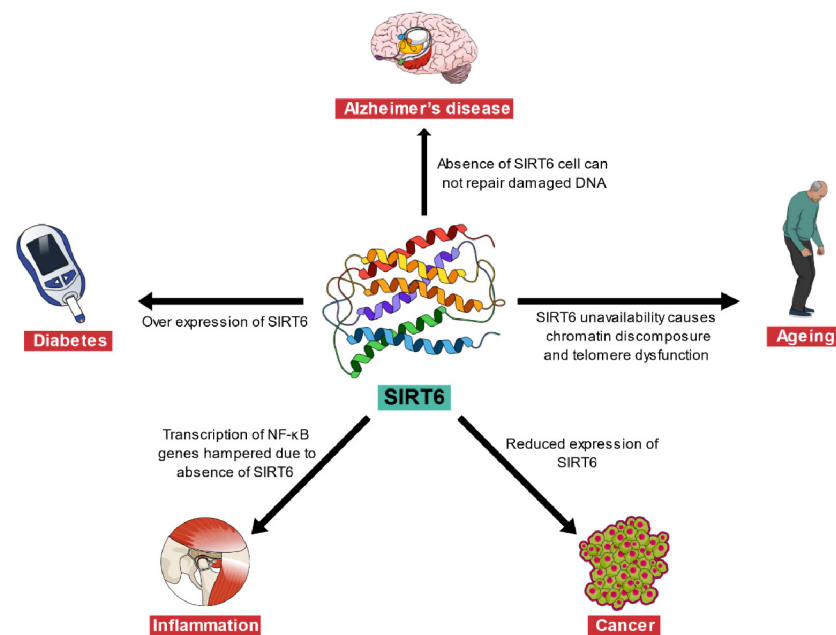 Alzheimer's disease
Absence of SIRT6 cell can
not repair damaged DNA
Diabetes
Over expression of SIRT6
SIRT6 unavailability causes
chromatin discomposure
and telomere dysfunction
Ageing
SIRT6
Transcription of NF-κB
genes hampered due to
absence of SIRT6
Reduced expression of
SIRT6
Inflammation
Cancer